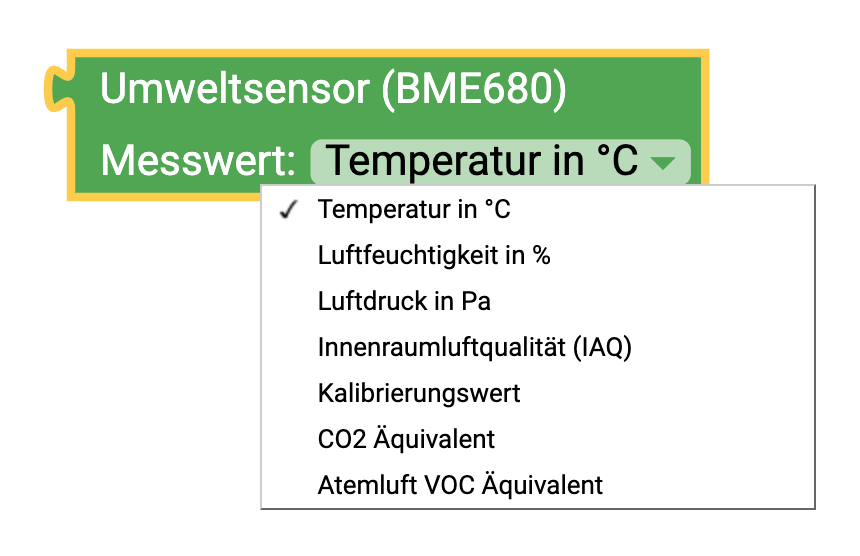 Umweltsensor (BME680)
Messwert: Temperatur in °C
Temperatur in °C
Luftfeuchtigkeit in %
Luftdruck in Pa
Innenraumluftqualität (IAQ)
Kalibrierungswert
CO2 Äquivalent
Atemluft VOC Äquivalent